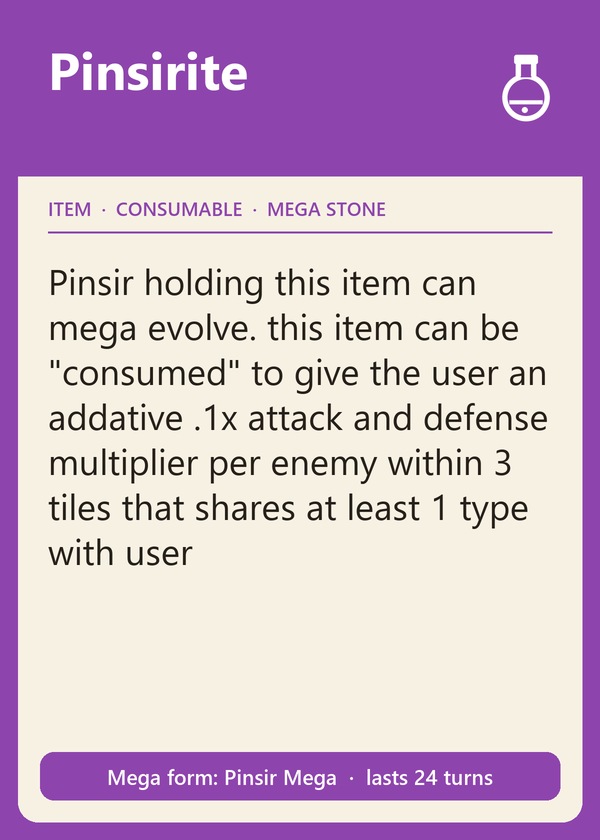 Pinsirite
ITEM · CONSUMABLE · MEGA STONE
Pinsir holding this item can
mega evolve. this item can be
"consumed" to give the user an
addative .1x attack and defense
multiplier per enemy within 3
tiles that shares at least 1 type
with user
Mega form: Pinsir Mega · lasts 24 turns